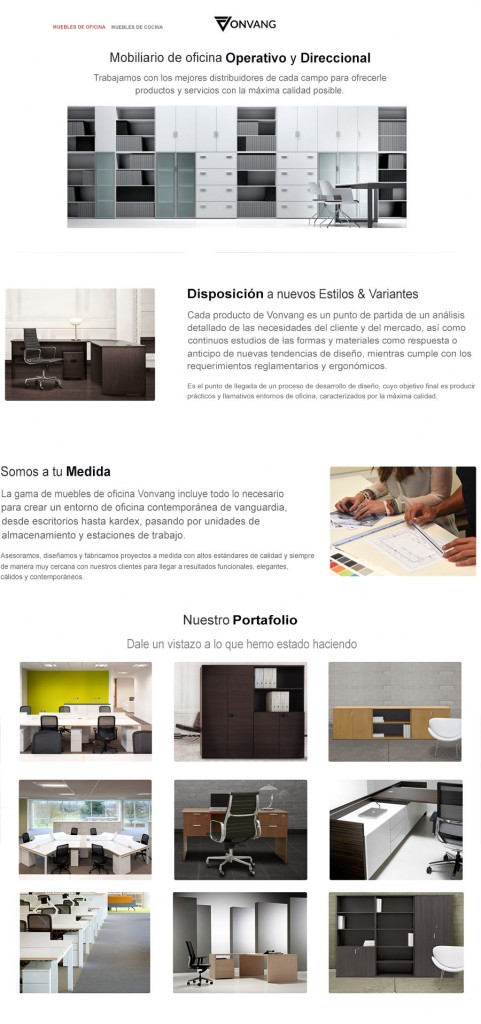 MUEBLES DE OFICINA MUEBLES DE COCINA
VONVANG
Mobiliario de oficina Operativo y Direccional
Trabajamos con los mejores distribuidores de cada campo para ofrecerle
productos y servicios con la máxima calidad posible.
Disposición a nuevos Estilos & Variantes
Cada producto de Vonvang es un punto de partida de un análisis
detallado de las necesidades del cliente y del mercado, así como
continuos estudios de las formas y materiales como respuesta o
anticipo de nuevas tendencias de diseño, mientras cumple con los
requerimientos reglamentarios y ergonómicos.
Es el punto de llegada de un proceso de desarrollo de diseño, cuyo objetivo final es producir
prácticos y llamativos entornos de oficina, caracterizados por la máxima calidad.
Somos a tu Medida
La gama de muebles de oficina Vonvang incluye todo lo necesario
para crear un entorno de oficina contemporánea de vanguardia,
desde escritorios hasta kardex, pasando por unidades de
almacenamiento y estaciones de trabajo.
Asesoramos, diseñamos y fabricamos proyectos a medida con altos estándares de calidad y siempre
de manera muy cercana con nuestros clientes para llegar a resultados funcionales, elegantes,
cálidos y contemporáneos.
Nuestro Portafolio
Dale un vistazo a lo que hemo estado haciendo